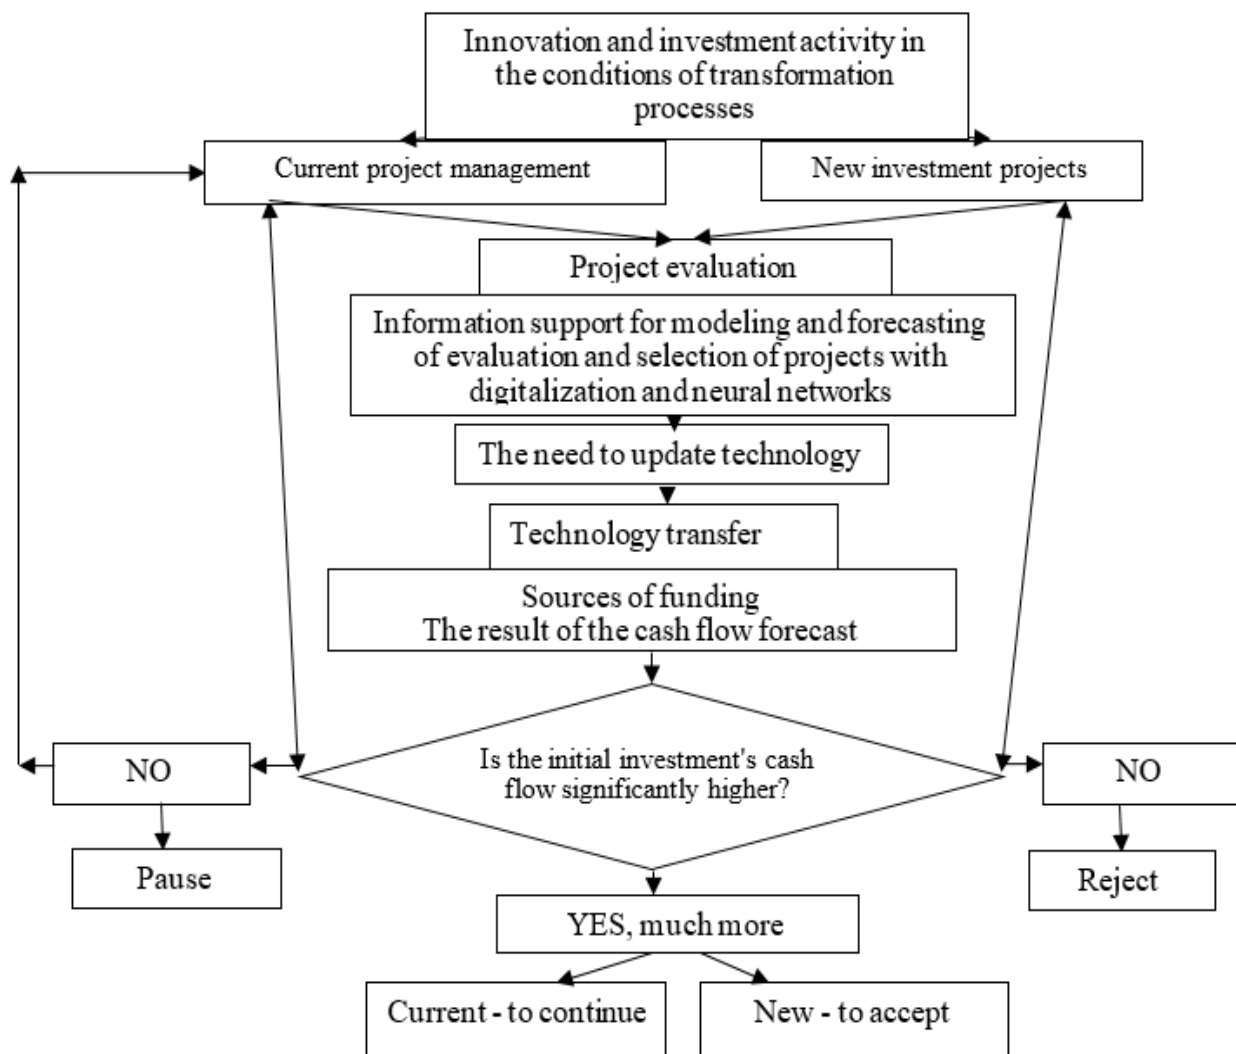 Innovation and investment activity in
the conditions of transformation
processes
Current project management
New investment projects
Project evaluation
Information support for modeling and forecasting
of evaluation and selection of projects with
digitalization and neural networks
The need to update technology
Technology transfer
Sources of funding
The result of the cash flow forecast
Is the initial investment's cash
flow significantly higher?
NO
NO
Pause
Reject
YES, much more
Current - to continue
New - to accept